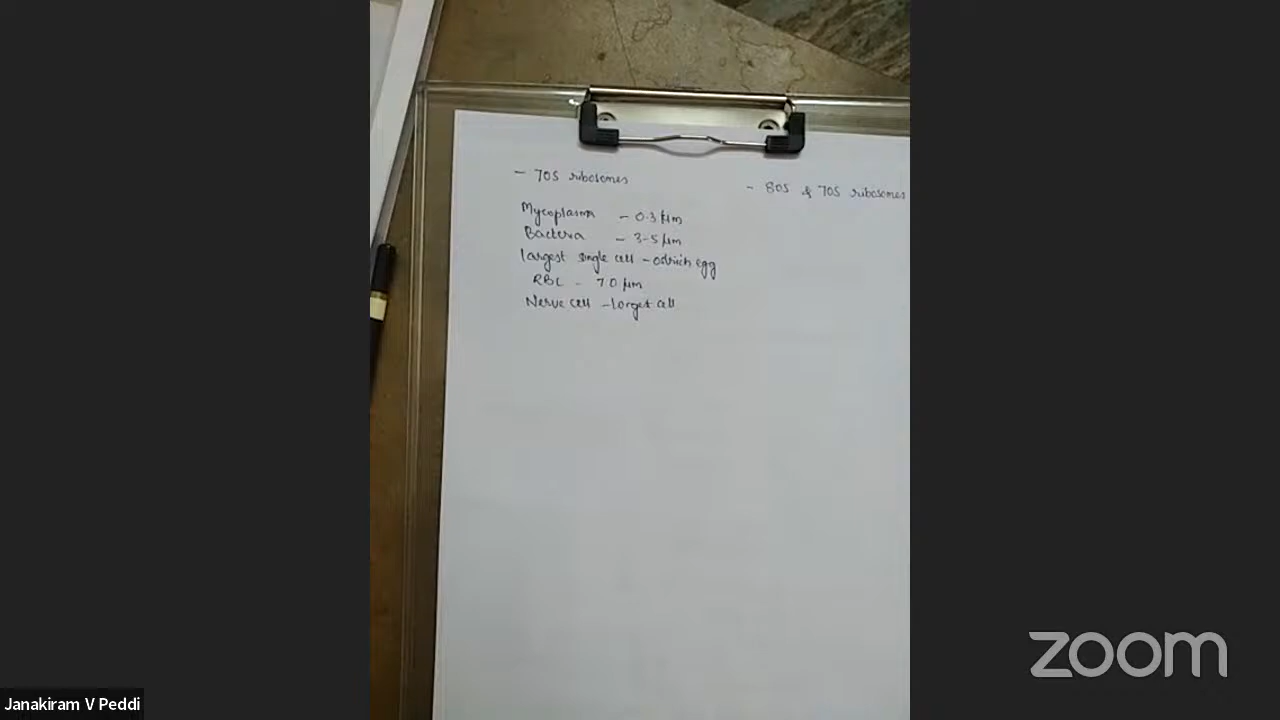 - 70S ribosomes
- 80S & 70S ribosomes
Mycoplasma - 0.3 μm
Bacteria - 3-5 μm
largest single cell - ostrich egg
RBC - 7.0 μm
Nerve cell - longest cell
zoom
Janakiram V Peddi